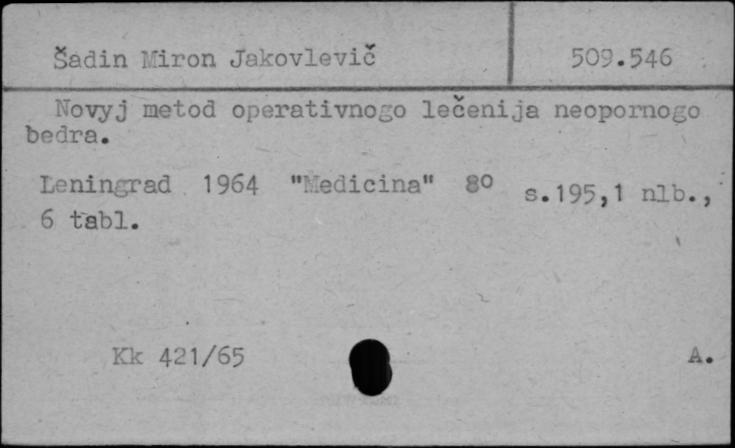 Šadin Miron Jakovlevič 509.546
Novyj metod operativnogo lečenija neopornogo
bedra.
Leningrad 1964 "Medicina" 8° s.195,1 nlb.,
6 tabl.
Kk 421/65 A.